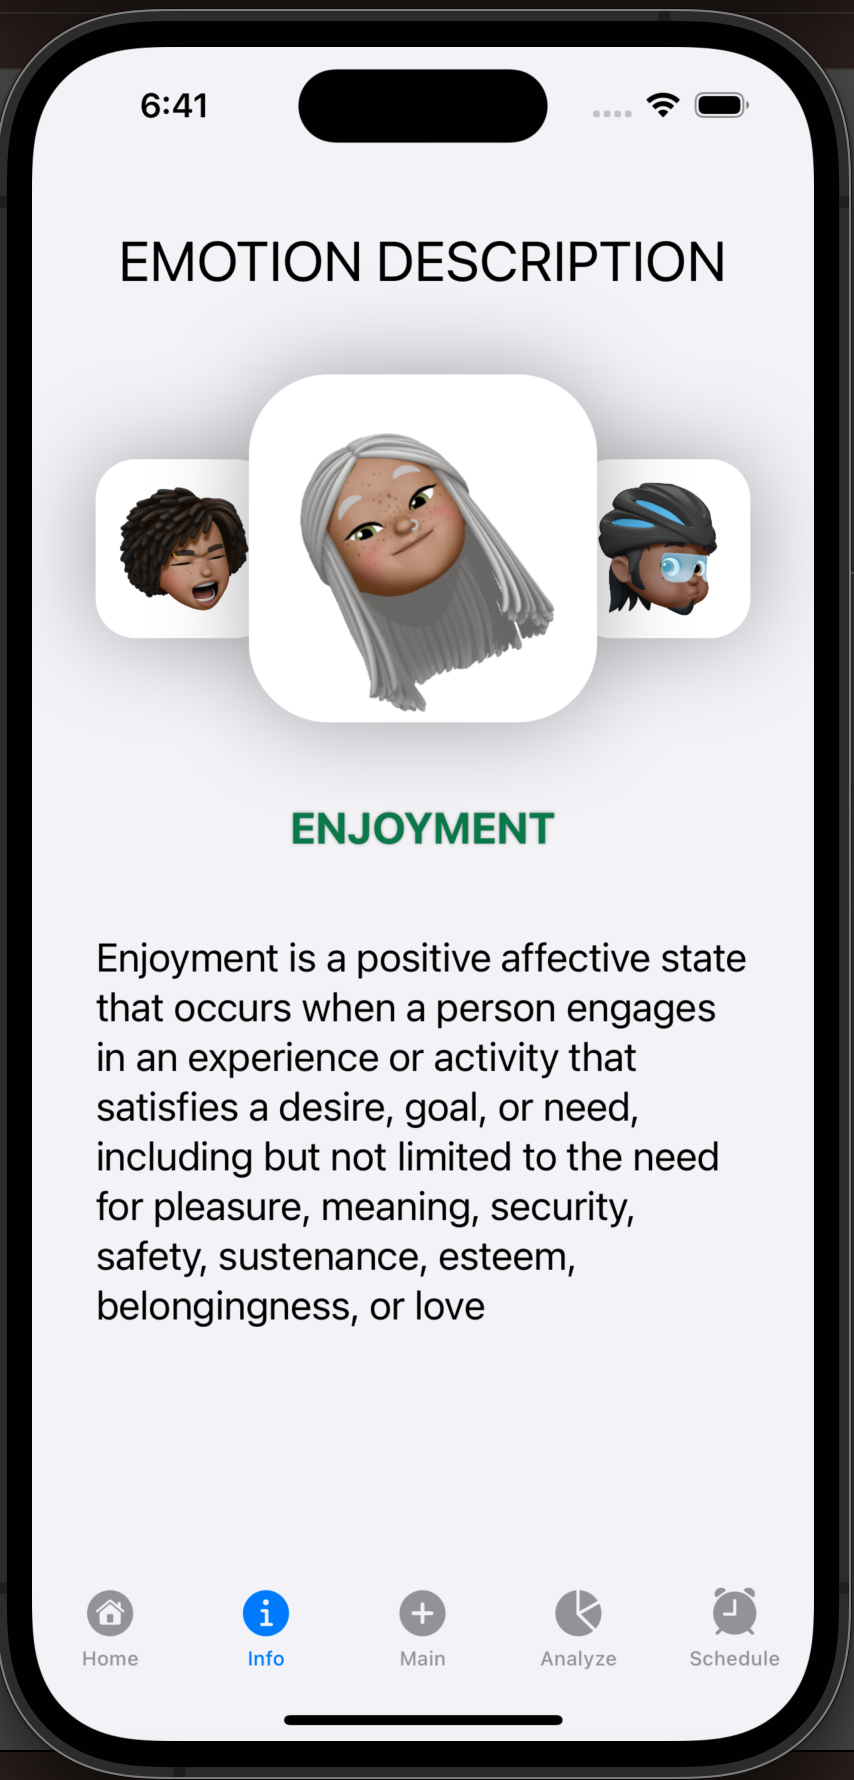 6:41
EMOTION DESCRIPTION
ENJOYMENT
Enjoyment is a positive affective state
that occurs when a person engages
in an experience or activity that
satisfies a desire, goal, or need,
including but not limited to the need
for pleasure, meaning, security,
safety, sustenance, esteem,
belongingness, or love
Home
Info
Main
Analyze
Schedule